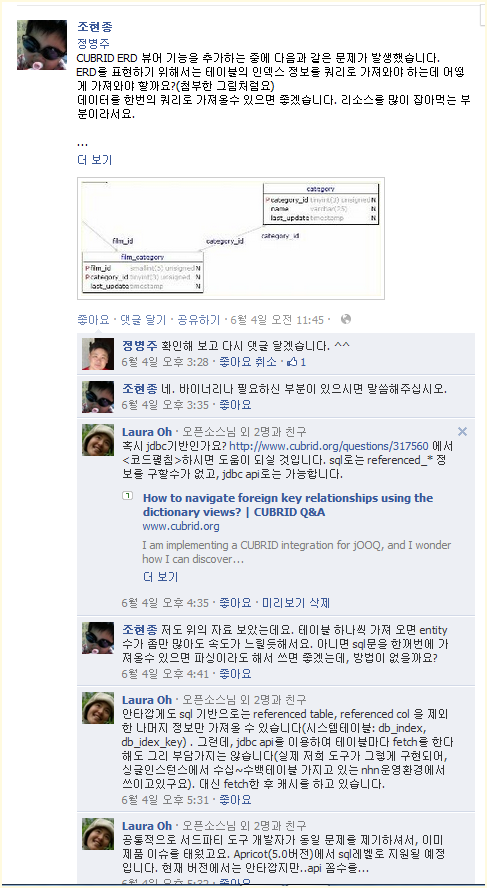 조현종
정병주
CUBRID ERD 뷰어 기능을 추가하는 중에 다음과 같은 문제가 발생했습니다.
ERD를 표현하기 위해서는 테이블의 인덱스 정보를 쿼리로 가져와야 하는데 어떻
게 가져와야 할까요?(첨부한 그림처럼요)
데이터를 한번의 쿼리로 가져올수 있으면 좋겠습니다. 리소스를 많이 잡아먹는 부
분이라서요.
...
더 보기
category
P category_id tinyint(3) unsigned N
name varchar(25) N
last_update timestamp N
film_id
category_id
category_id
film_category
P film_id smallint(5) unsigned N
P category_id tinyint(3) unsigned N
last_update timestamp N
좋아요 · 댓글 달기 · 공유하기 · 6월 4일 오전 11:45 ·
정병주 확인해 보고 다시 댓글 달겠습니다. ^^
6월 4일 오후 3:28 · 좋아요 취소 · 1
조현종 네. 바이너리나 필요하신 부분이 있으시면 말씀해주십시오.
6월 4일 오후 3:35 · 좋아요
Laura Oh · 오픈소스님 외 2명과 친구
혹시 jdbc기반인가요? http://www.cubrid.org/questions/317560 에서
<코드펼침>하시면 도움이 되실 것입니다. sql로는 referenced_* 정
보를 구할수가 없고, jdbc api로는 가능합니다.
1
How to navigate foreign key relationships using the
dictionary views? | CUBRID Q&A
www.cubrid.org
I am implementing a CUBRID integration for jOOQ, and I wonder
how I can discover...
더 보기
6월 4일 오후 4:35 · 좋아요 · 미리보기 삭제
조현종 저도 위의 자료 보았는데요. 테이블 하나씩 가져 오면 entity
수가 좀만 많아도 속도가 느릴듯해서요. 아니면 sql문을 한꺼번에 가
져올수 있으면 파싱이라도 해서 쓰면 좋겠는데, 방법이 없을까요?
6월 4일 오후 4:41 · 좋아요
Laura Oh · 오픈소스님 외 2명과 친구
안타깝게도 sql 기반으로는 referenced table, referenced col 을 제외
한 나머지 정보만 가져올 수 있습니다(시스템테이블: db_index,
db_idex_key) . 그런데, jdbc api를 이용하여 테이블마다 fetch를 한다
해도 그리 부담가지는 않습니다(실제 저희 도구가 그렇게 구현되어,
싱글인스턴스에서 수십~수백테이블 가지고 있는 nhn운영환경에서
쓰이고있구요). 대신 fetch한 후 캐시를 하고 있습니다.
6월 4일 오후 5:31 · 좋아요
Laura Oh · 오픈소스님 외 2명과 친구
공통적으로 서드파티 도구 개발자가 동일 문제를 제기하셔서, 이미
제품 이슈를 태웠고요. Apricot(5.0버전)에서 sql레벨로 지원될 예정
입니다. 현재 버전에서는 안타깝지만..api 꼼수를...
6월 4일 오후 5:32 · 좋아요